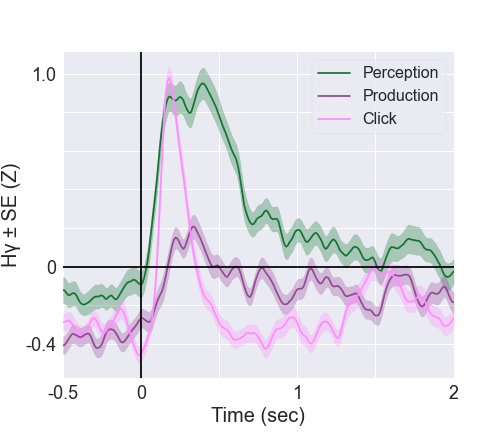 Perception
Production
Click
1.0
0
-0.4
Hγ ± SE (Z)
-0.5
0
1
2
Time (sec)